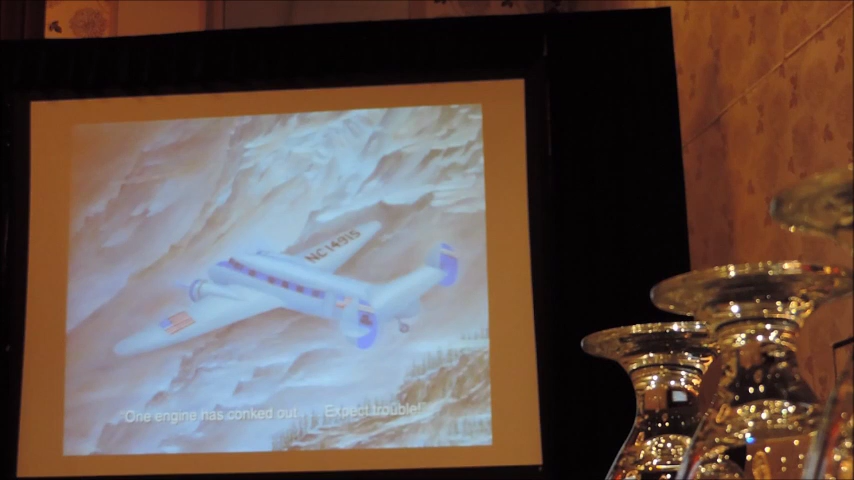 NC14915
"One engine has conked out . . . Expect trouble!"